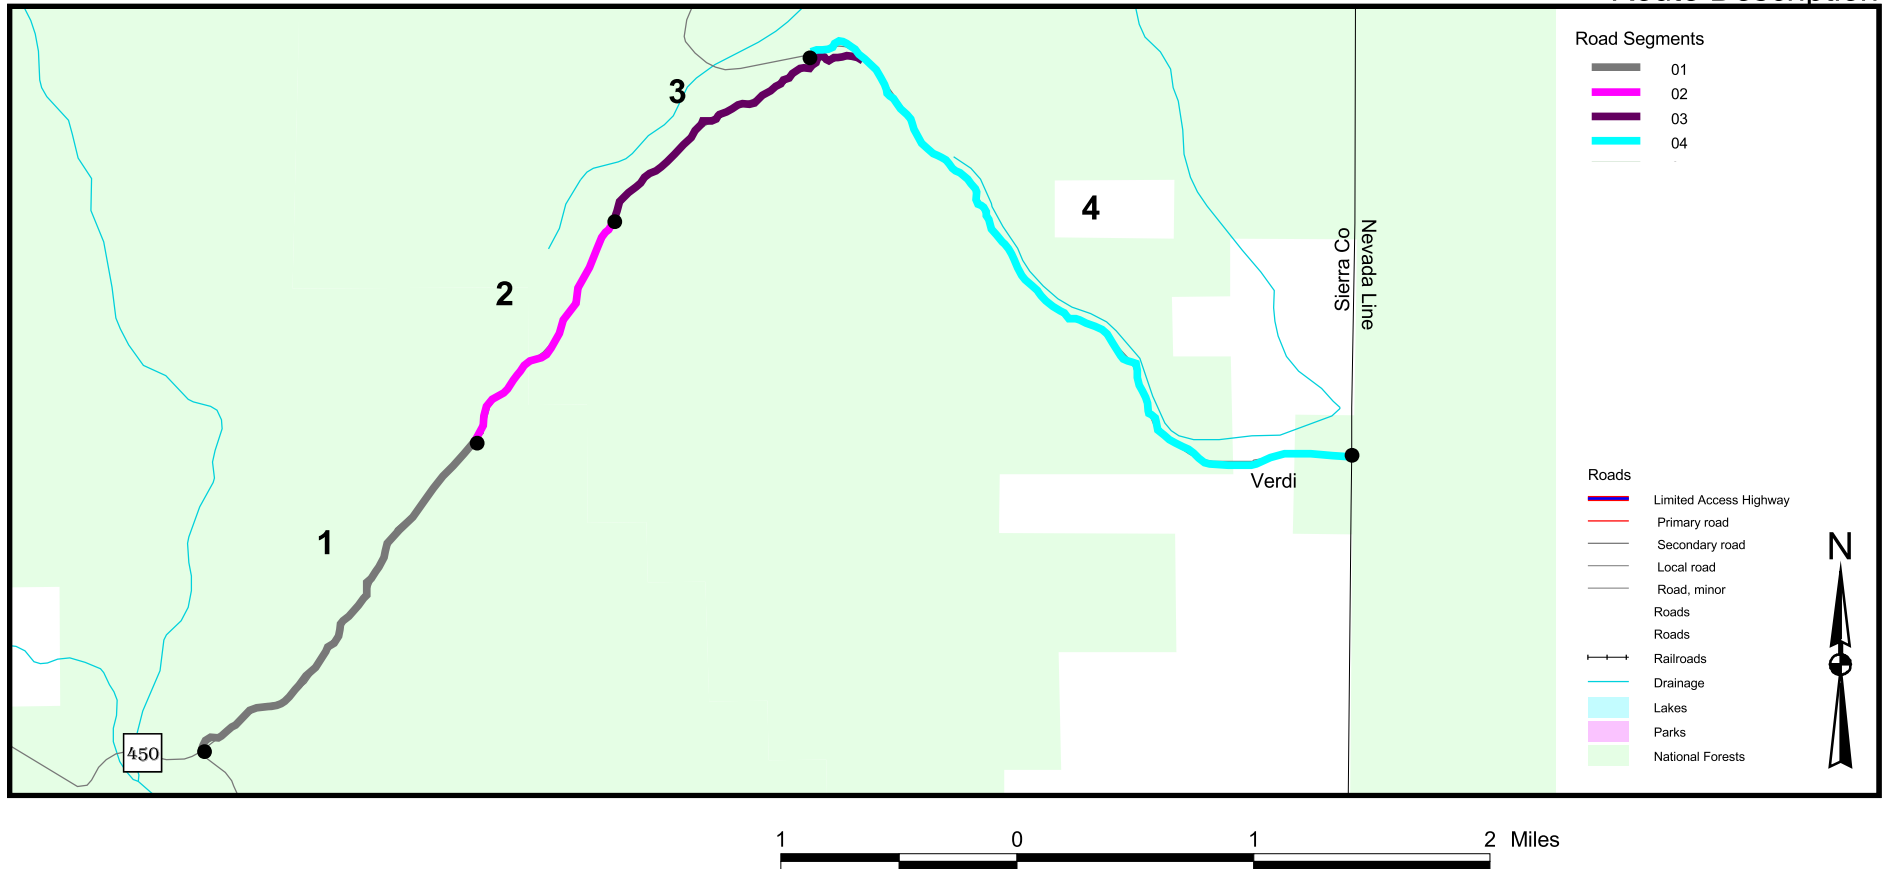 Route Description
Road Segments
01
02
03
04
3
4
2
1
Sierra Co
Nevada Line
Verdi
450
Roads
Limited Access Highway
Primary road
Secondary road
Local road
Road, minor
Roads
Roads
Railroads
Drainage
Lakes
Parks
National Forests
N
1 0 1 2 Miles